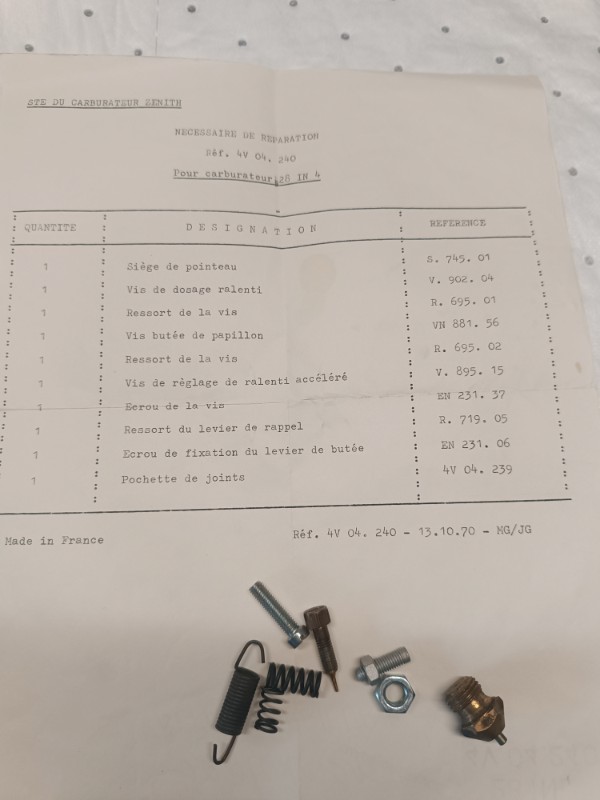 STE DU CARBURATEUR ZENITH
NECESSAIRE DE REPARATION
Réf. 4V 04. 240
Pour carburateur 28 IN 4
QUANTITE DESIGNATION REFERENCE
1 Siège de pointeau S. 745. 01
1 Vis de dosage ralenti V. 902. 04
1 Ressort de la vis R. 695. 01
1 Vis butée de papillon VN 881. 56
1 Ressort de la vis R. 695. 02
1 Vis de règlage de ralenti accéléré V. 895. 15
1 Ecrou de la vis EN 231. 37
1 Ressort du levier de rappel R. 719. 05
1 Ecrou de fixation du levier de butée EN 231. 06
1 Pochette de joints 4V 04. 239
Made in France Réf. 4V 04. 240 - 13.10.70 - MG/JG